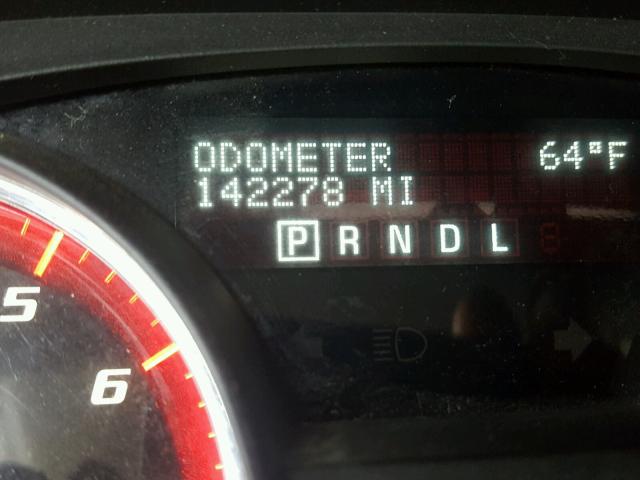 ODOMETER 64°F
142278 MI
P R N D L
5
6